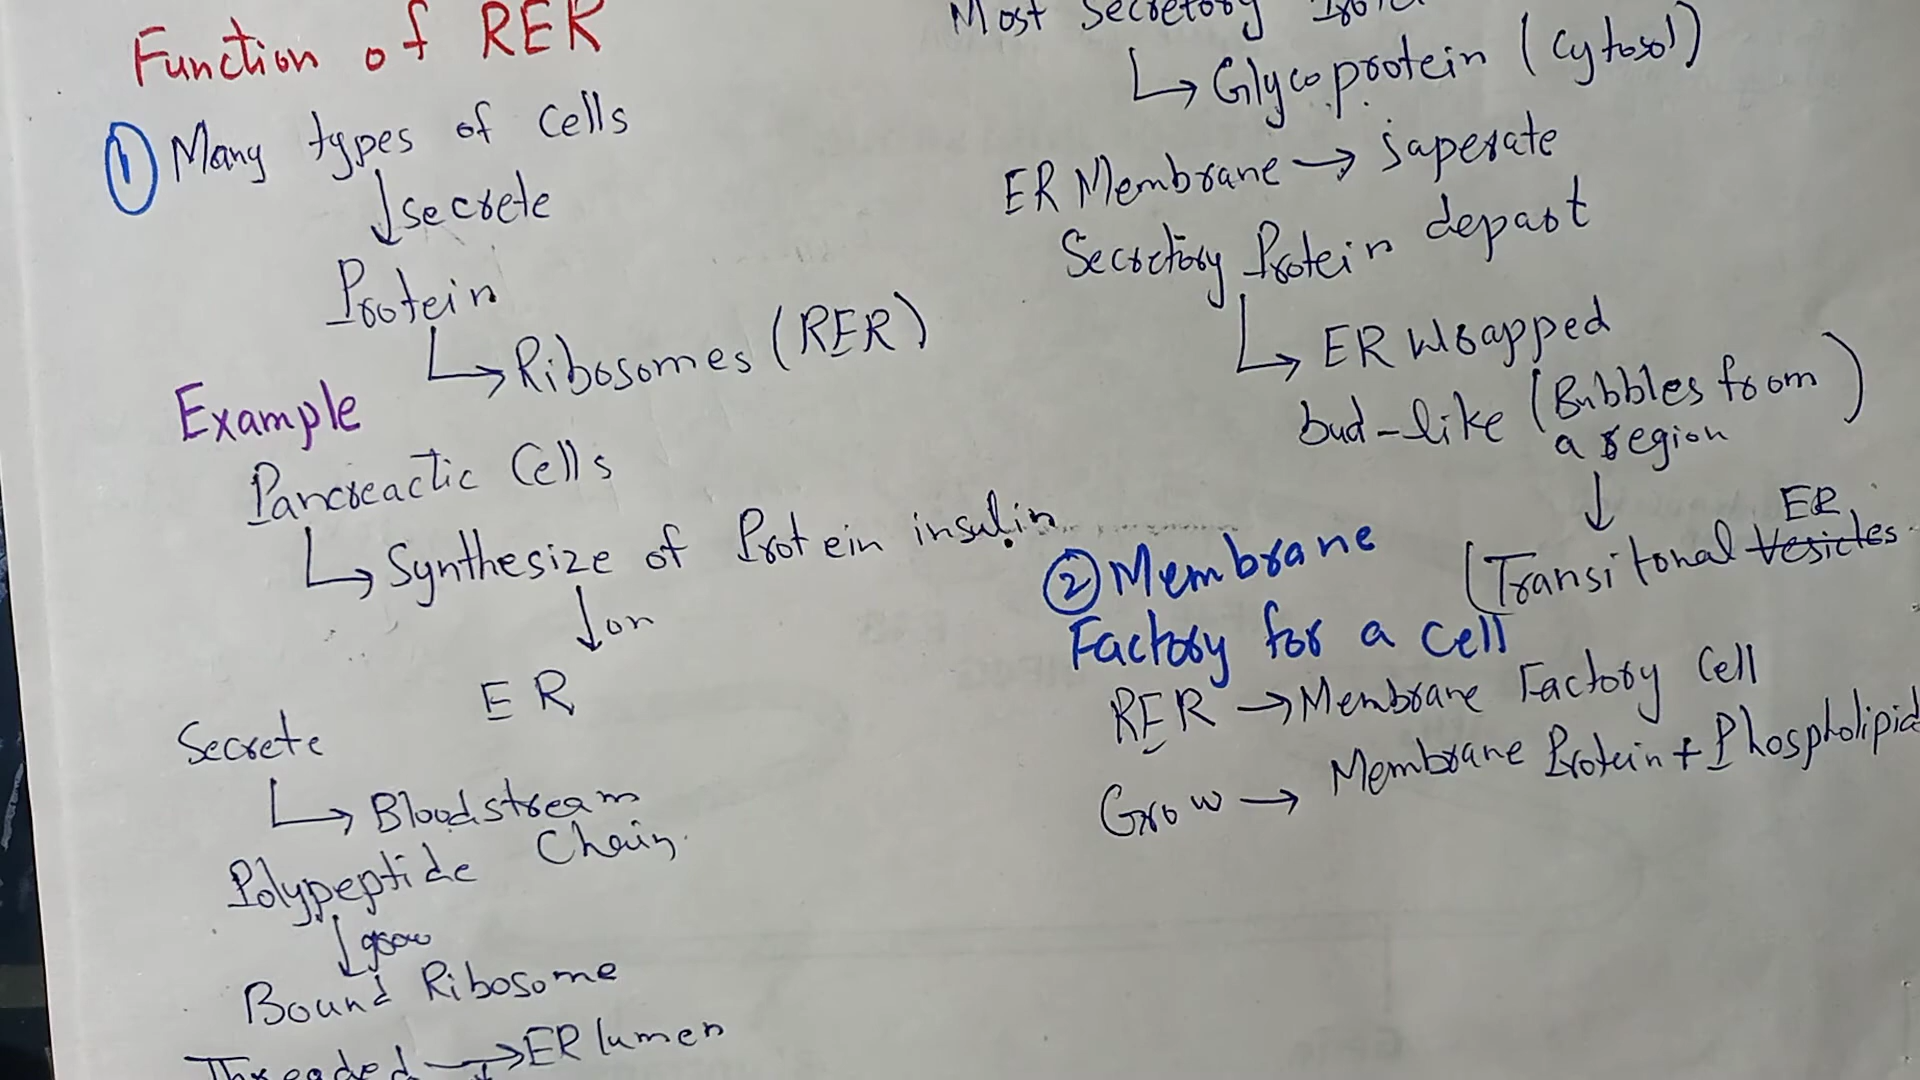 Function of RER
① Many types of cells
↓ secrete
Protein
↳ Ribosomes (RER)
Example
Pancreactic Cells
↳ Synthesize of Protein insulin
↓ on
ER
Secrete
↳ Bloodstream
Polypeptide Chain.
↓ grow
Bound Ribosome
Threaded → ER lumen
Most Secretory
↳ Glycoprotein (Cytosol)
ER Membrane → saperate
Secretory Protein depart
↳ ER wrapped
bud-like (Bubbles from
a region)
↓
(Transitonal Vesicles ER
② Membrane
Factory for a cell
RER → Membrane Factory Cell
Grow → Membrane Protein + Phospholipid